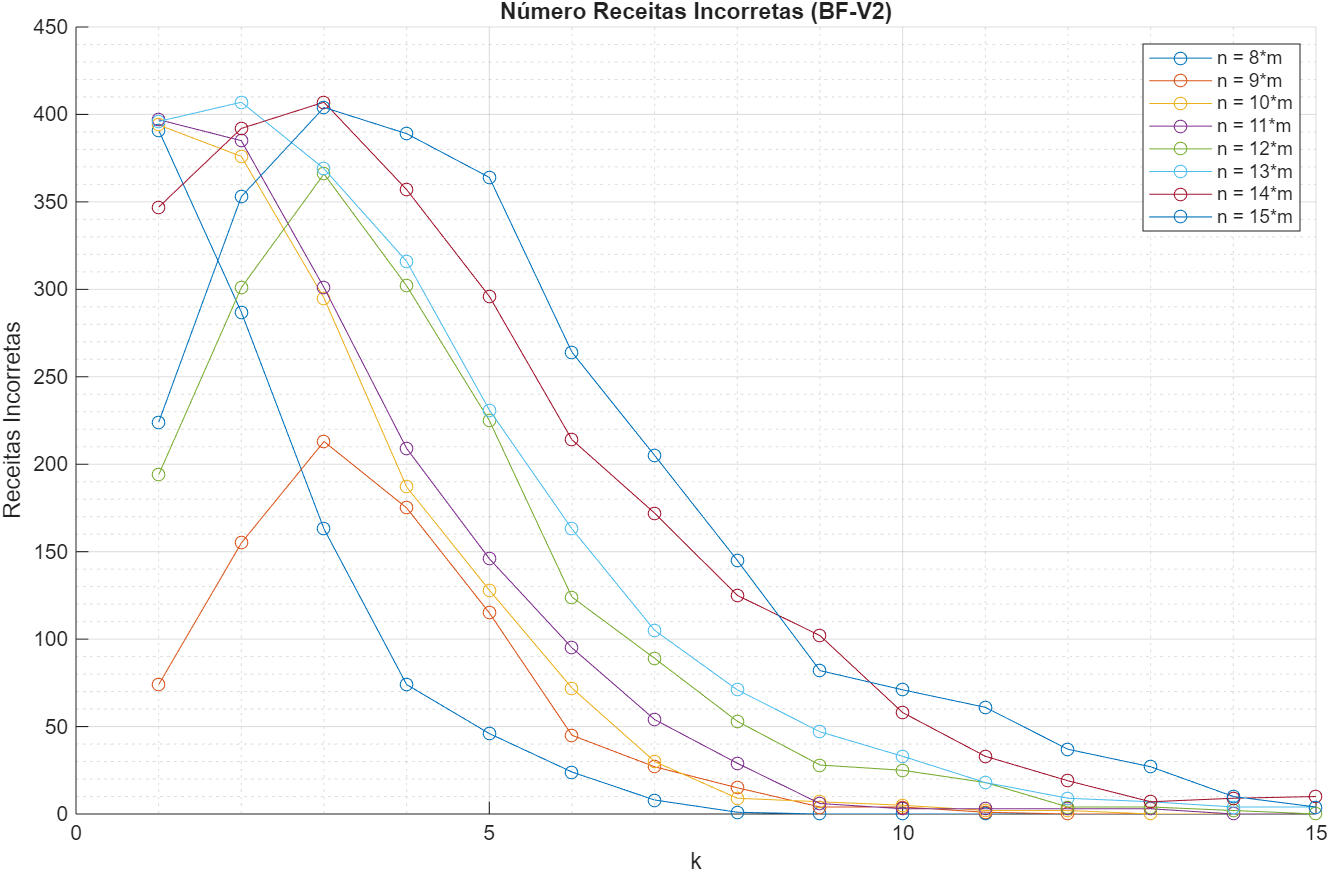 Número Receitas Incorretas (BF-V2)
450
400
350
300
250
200
150
100
50
0
Receitas Incorretas
n = 8*m
n = 9*m
n = 10*m
n = 11*m
n = 12*m
n = 13*m
n = 14*m
n = 15*m
0
5
10
15
k